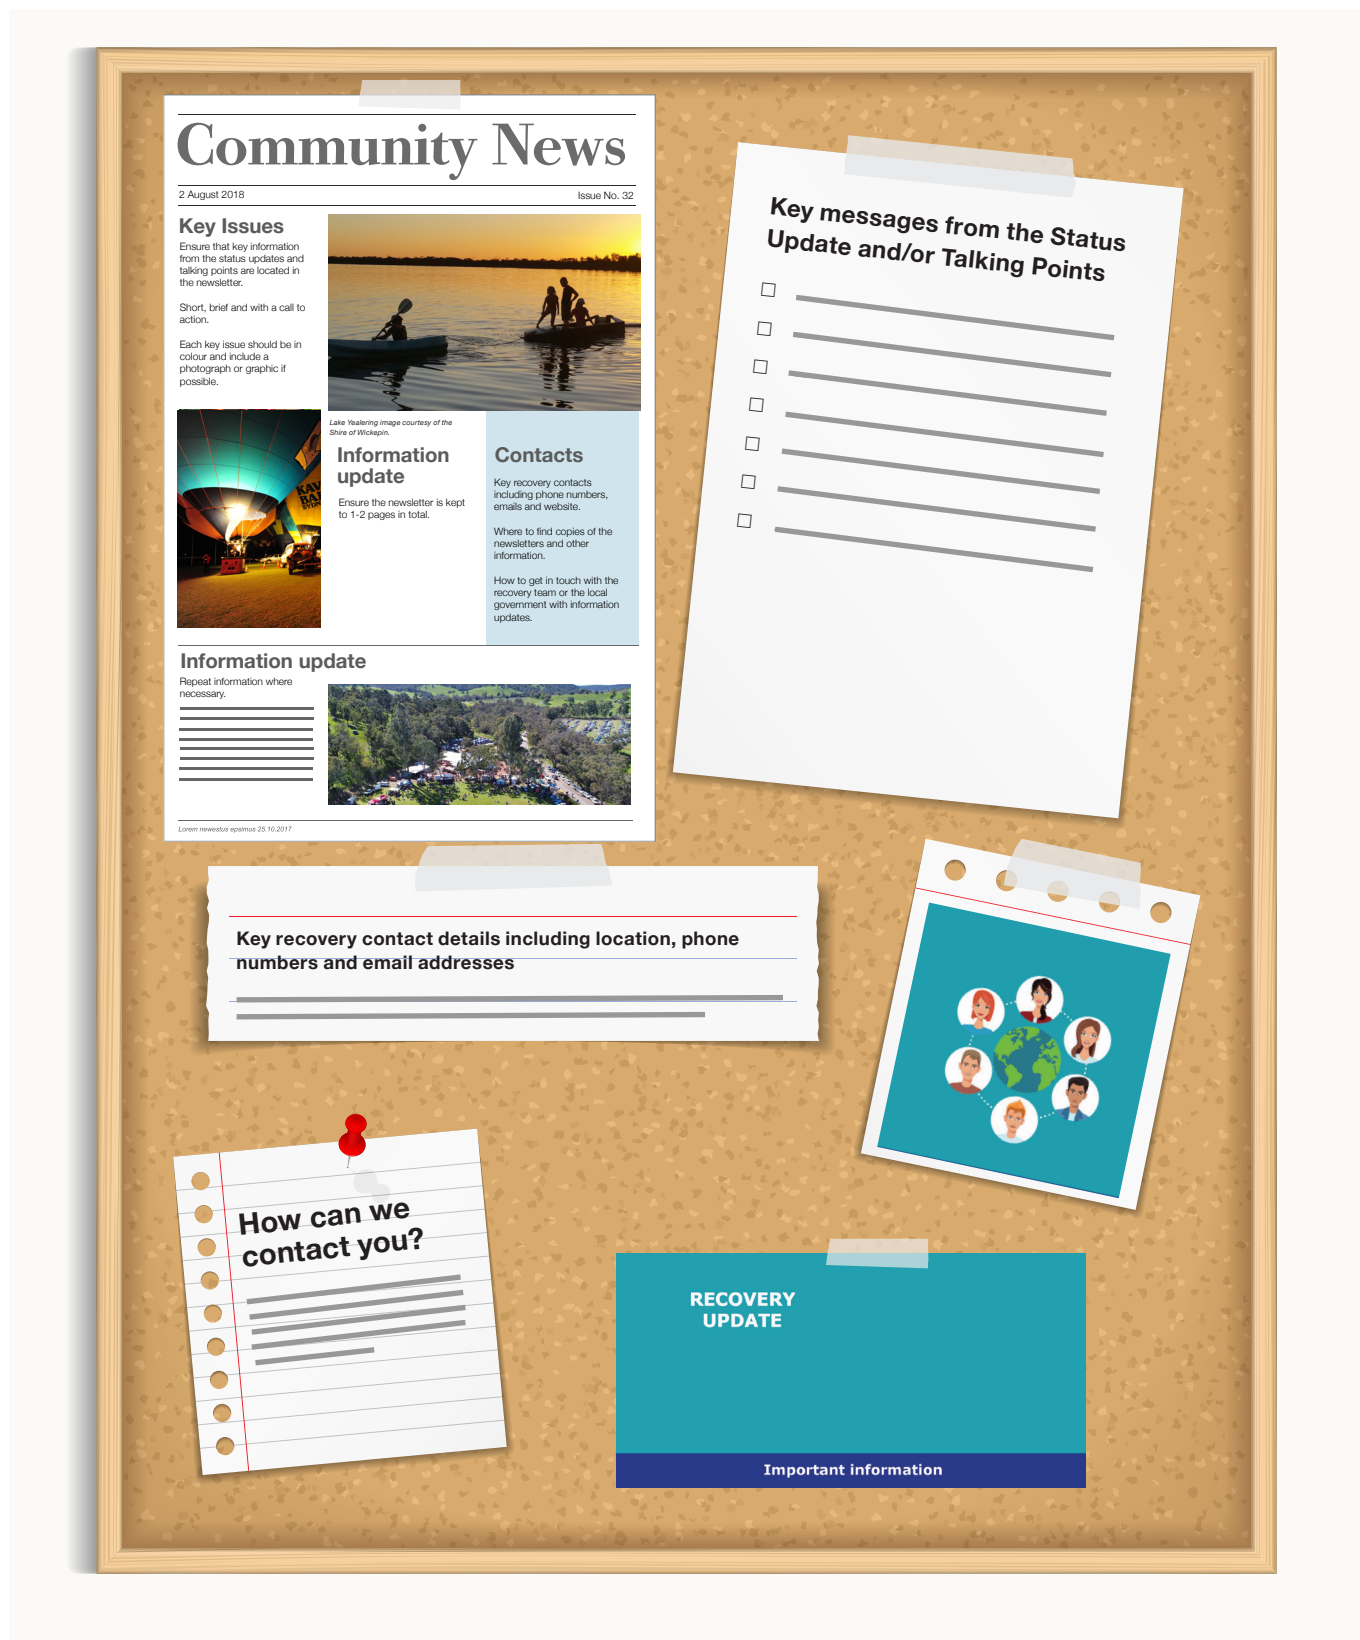 Community News
2 August 2018
Issue No. 32
Key Issues
Ensure that key information
from the status updates and
talking points are located in
the newsletter.
Short, brief and with a call to
action.
Each key issue should be in
colour and include a
photograph or graphic if
possible.
Lake Yealering image courtesy of the
Shire of Wickepin.
Information
update
Ensure the newsletter is kept
to 1-2 pages in total.
Contacts
Key recovery contacts
including phone numbers,
emails and website.
Where to find copies of the
newsletters and other
information.
How to get in touch with the
recovery team or the local
government with information
updates.
Information update
Repeat information where
necessary.
Lorem newestus epsimus 25.10.2017
Key messages from the Status
Update and/or Talking Points
Key recovery contact details including location, phone
numbers and email addresses
How can we
contact you?
RECOVERY
UPDATE
Important information